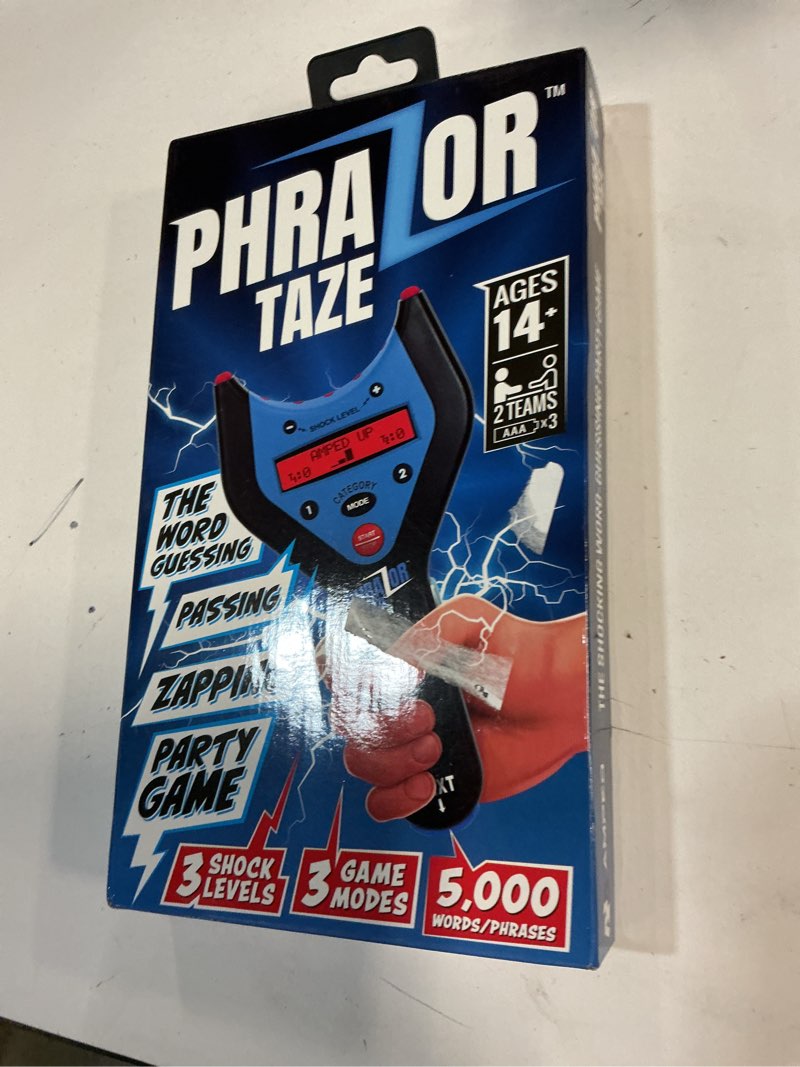 PHRAZOR™
TAZE
AGES
14+
2 TEAMS
AAA x3
- SHOCK LEVEL +
AMPED UP
CATEGORY
1 MODE 2
START
THE
WORD
GUESSING
PASSING
PARTY
GAME
3 SHOCK
LEVELS
3 GAME
MODES
5,000
WORDS/PHRASES
THE SHOCKING WORD-GUESSING PARTY GAME
AMPED